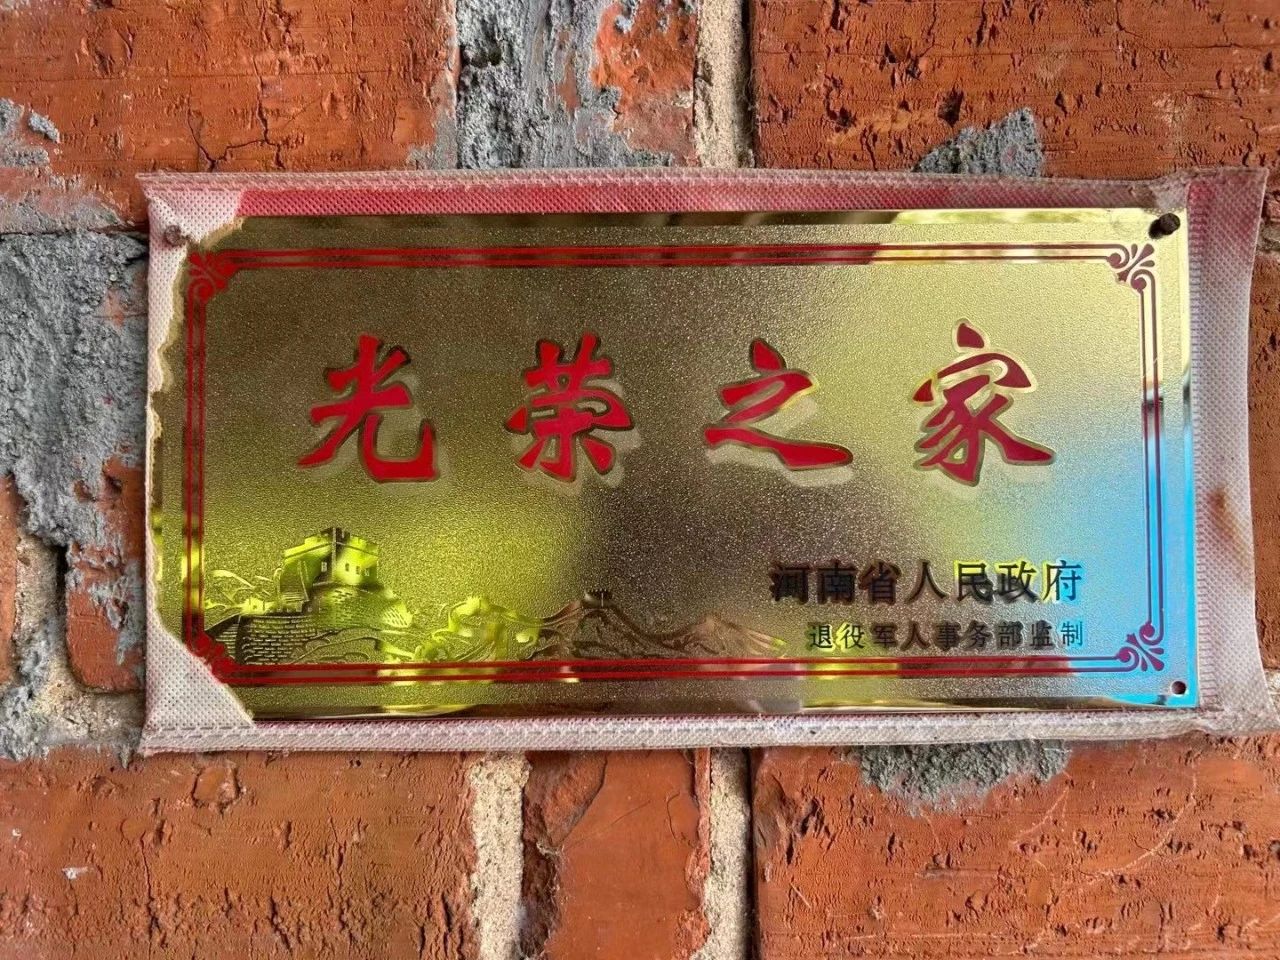 光荣之家
河南省人民政府
退役军人事务部监制